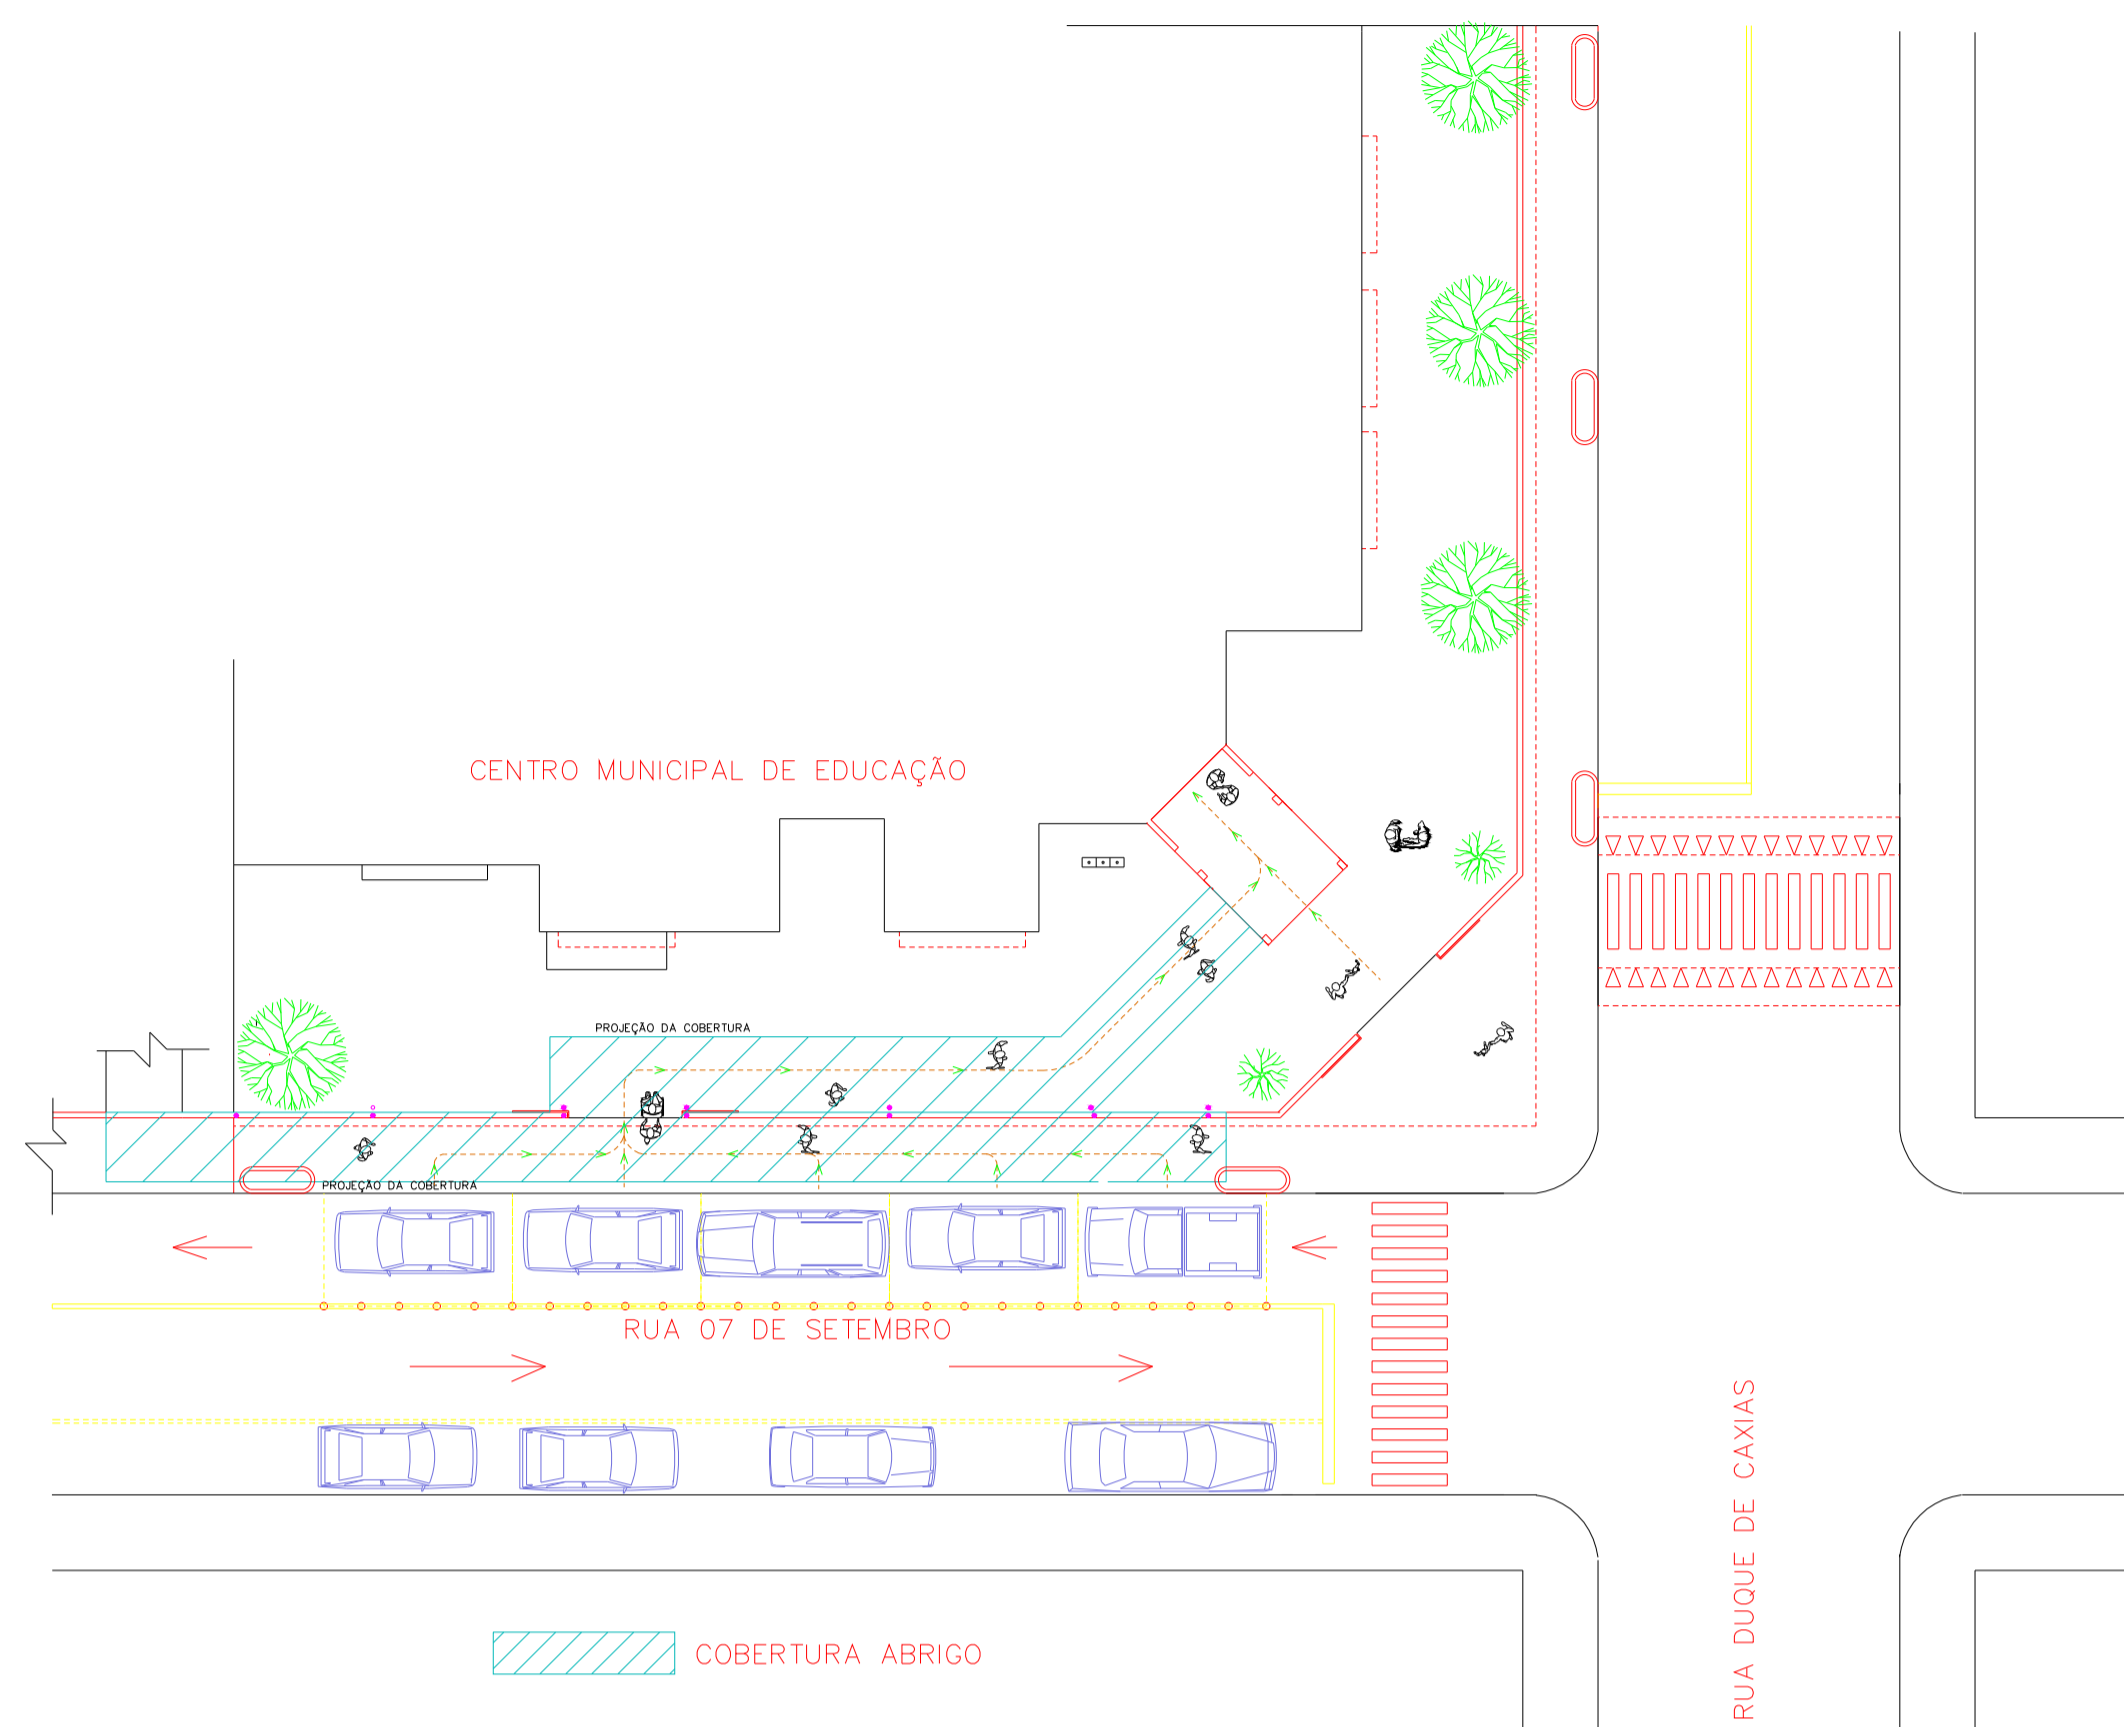 CENTRO MUNICIPAL DE EDUCAÇÃO
PROJEÇÃO DA COBERTURA
PROJEÇÃO DA COBERTURA
RUA 07 DE SETEMBRO
RUA DUQUE DE CAXIAS
COBERTURA ABRIGO